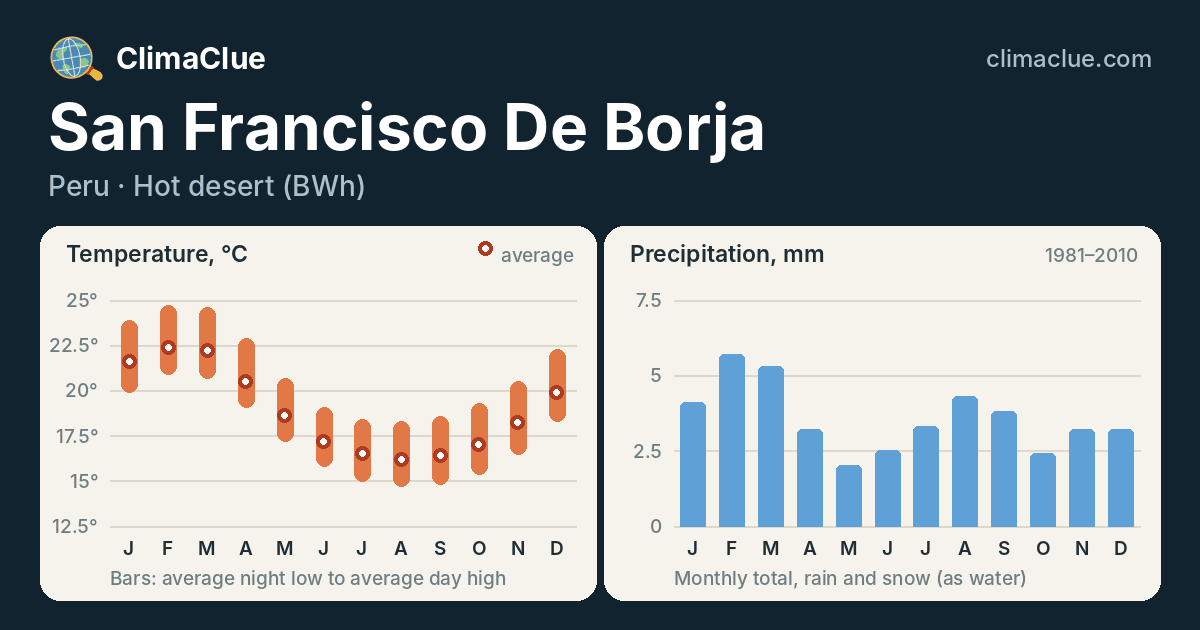 ClimaClue
climaclue.com
San Francisco De Borja
Peru · Hot desert (BWh)
Temperature, °C
average
25°
22.5°
20°
17.5°
15°
12.5°
J F M A M J J A S O N D
Bars: average night low to average day high
Precipitation, mm
1981–2010
7.5
5
2.5
0
J F M A M J J A S O N D
Monthly total, rain and snow (as water)